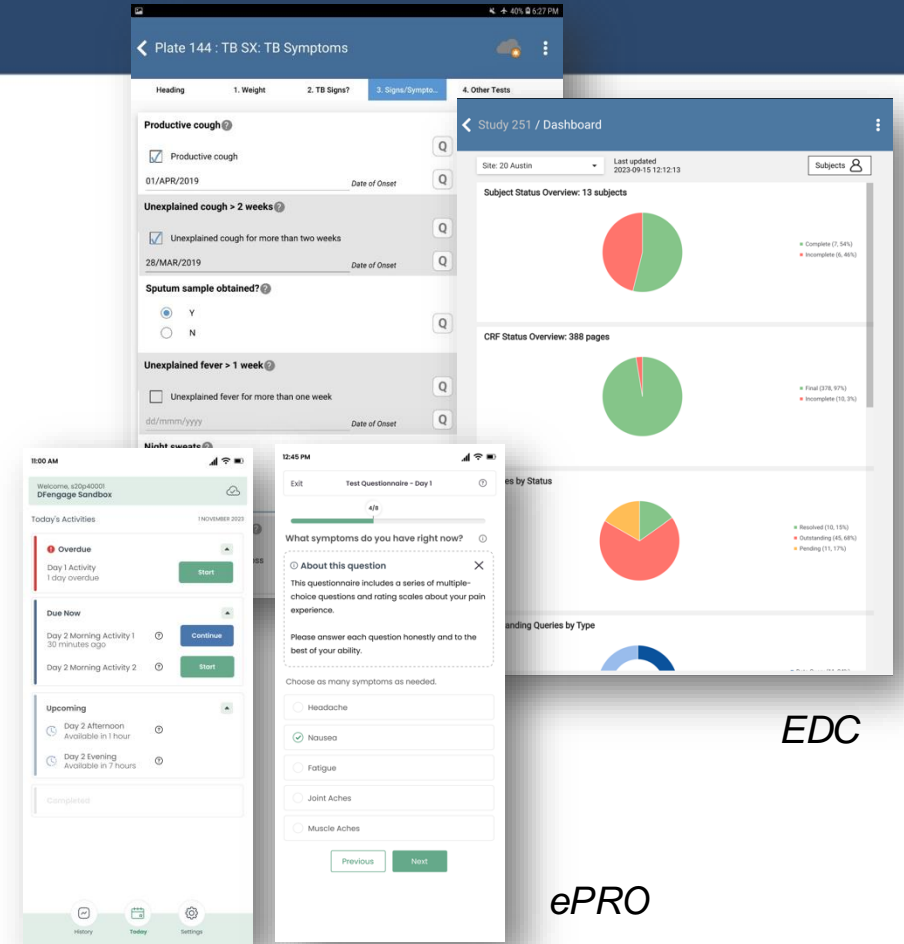 40% 6:27 PM
Plate 144 : TB SX: TB Symptoms
Heading 1. Weight 2. TB Signs? 3. Signs/Sympto... 4. Other Tests
Productive cough ?
Q
Productive cough
01/APR/2019 Date of Onset Q
Unexplained cough > 2 weeks ?
Q
Unexplained cough for more than two weeks
28/MAR/2019 Date of Onset Q
Sputum sample obtained? ?
Y
N
Q
Unexplained fever > 1 week ?
Q
Unexplained fever for more than one week
dd/mmm/yyyy Date of Onset Q
Night sweats
Study 251 / Dashboard
Site: 20 Austin
Last updated
2023-09-15 12:12:13
Subjects
Subject Status Overview: 13 subjects
Complete (7, 54%)
Incomplete (6, 46%)
CRF Status Overview: 388 pages
Final (378, 97%)
Incomplete (10, 3%)
es by Status
Resolved (10, 15%)
Outstanding (45, 68%)
Pending (11, 17%)
anding Queries by Type
EDC
11:00 AM
Welcome, s20p40001
DFengage Sandbox
Today's Activities 1 NOVEMBER 2023
Overdue
Day 1 Activity
1 day overdue
Start
Due Now
Day 2 Morning Activity 1
30 minutes ago
Continue
Day 2 Morning Activity 2
Start
Upcoming
Day 2 Afternoon
Available in 1 hour
Day 2 Evening
Available in 7 hours
Completed
History Today Settings
12:45 PM
Exit Test Questionnaire - Day 1
4/8
What symptoms do you have right now?
About this question
This questionnaire includes a series of multiple-
choice questions and rating scales about your pain
experience.
Please answer each question honestly and to the
best of your ability.
Choose as many symptoms as needed.
Headache
Nausea
Fatigue
Joint Aches
Muscle Aches
Previous Next
ePRO